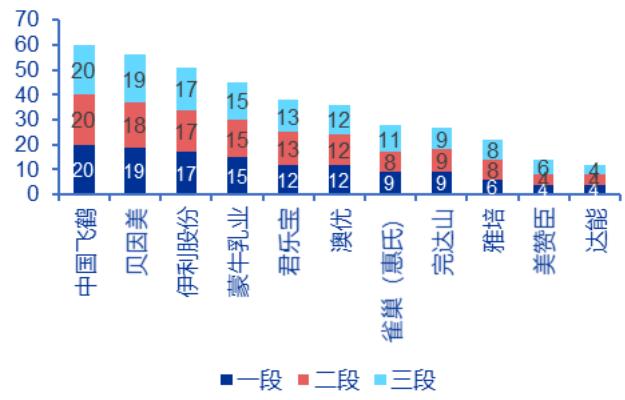 70
60
50
40
30
20
10
0
20 19 17 15 13 12 11 9 8 6 4
20 18 17 15 13 12 8 9 8 4 4
20 19 17 15 12 12 9 9 6 4 4
中国飞鹤
贝因美
伊利股份
蒙牛乳业
君乐宝
澳优
雀巢（惠氏）
完达山
雅培
美赞臣
达能
一段 二段 三段